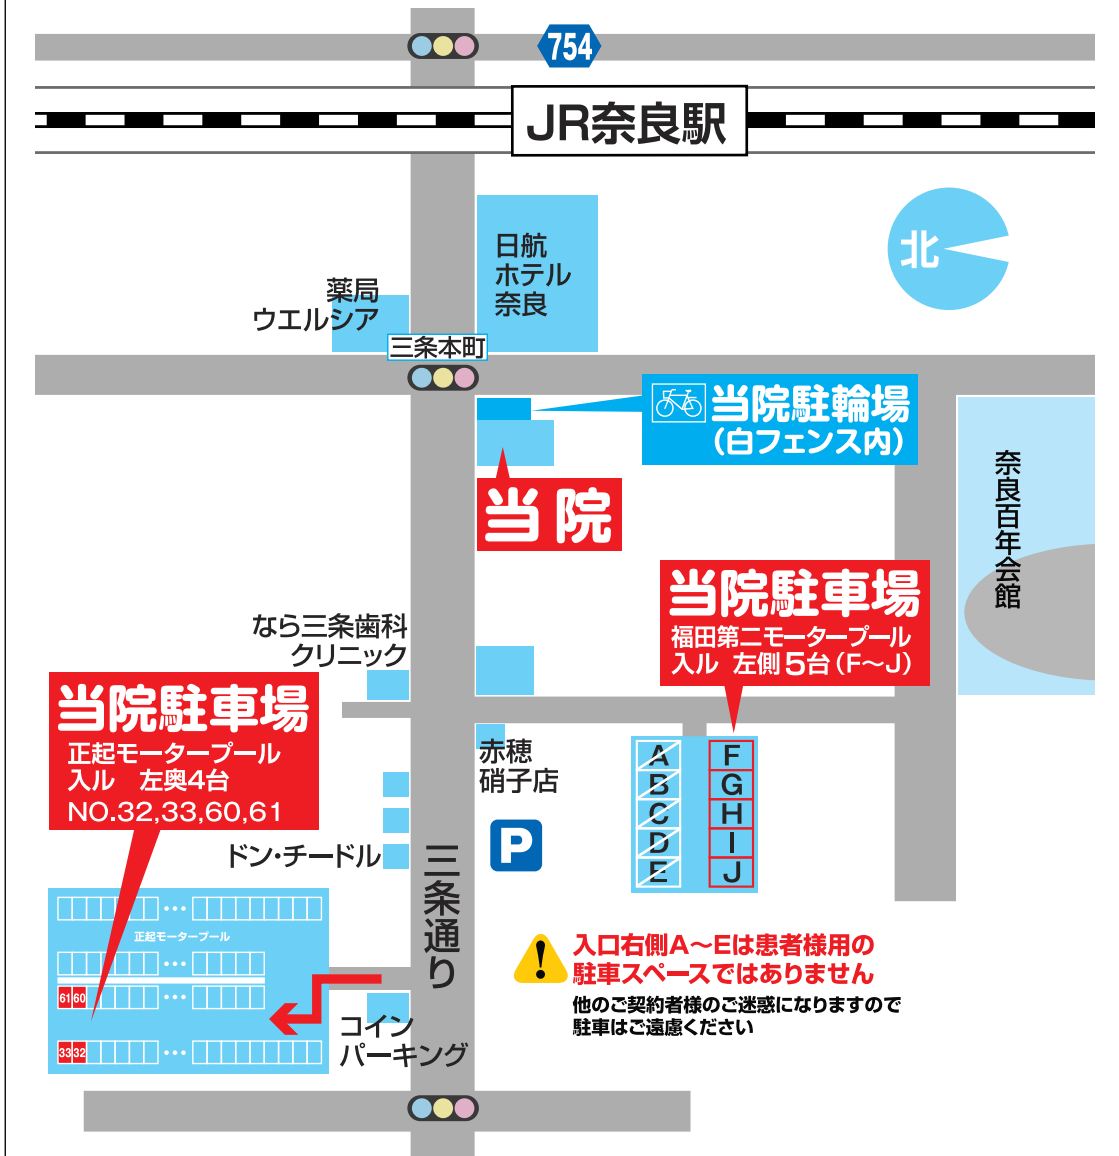 754
JR奈良駅
日航
ホテル
奈良
北
薬局
ウエルシア
三条本町
当院駐輪場
(白フェンス内)
当院
奈良百年会館
当院駐車場
福田第二モータープール
入ル 左側5台(F〜J)
なら三条歯科
クリニック
当院駐車場
正起モータープール
入ル 左奥4台
NO.32,33,60,61
赤穂
硝子店
A
B
C
D
E
F
G
H
I
J
P
ドン・チードル
三条通り
正起モータープール
61 60
33 32
コイン
パーキング
!
入口右側A〜Eは患者様用の
駐車スペースではありません
他のご契約者様のご迷惑になりますので
駐車はご遠慮ください